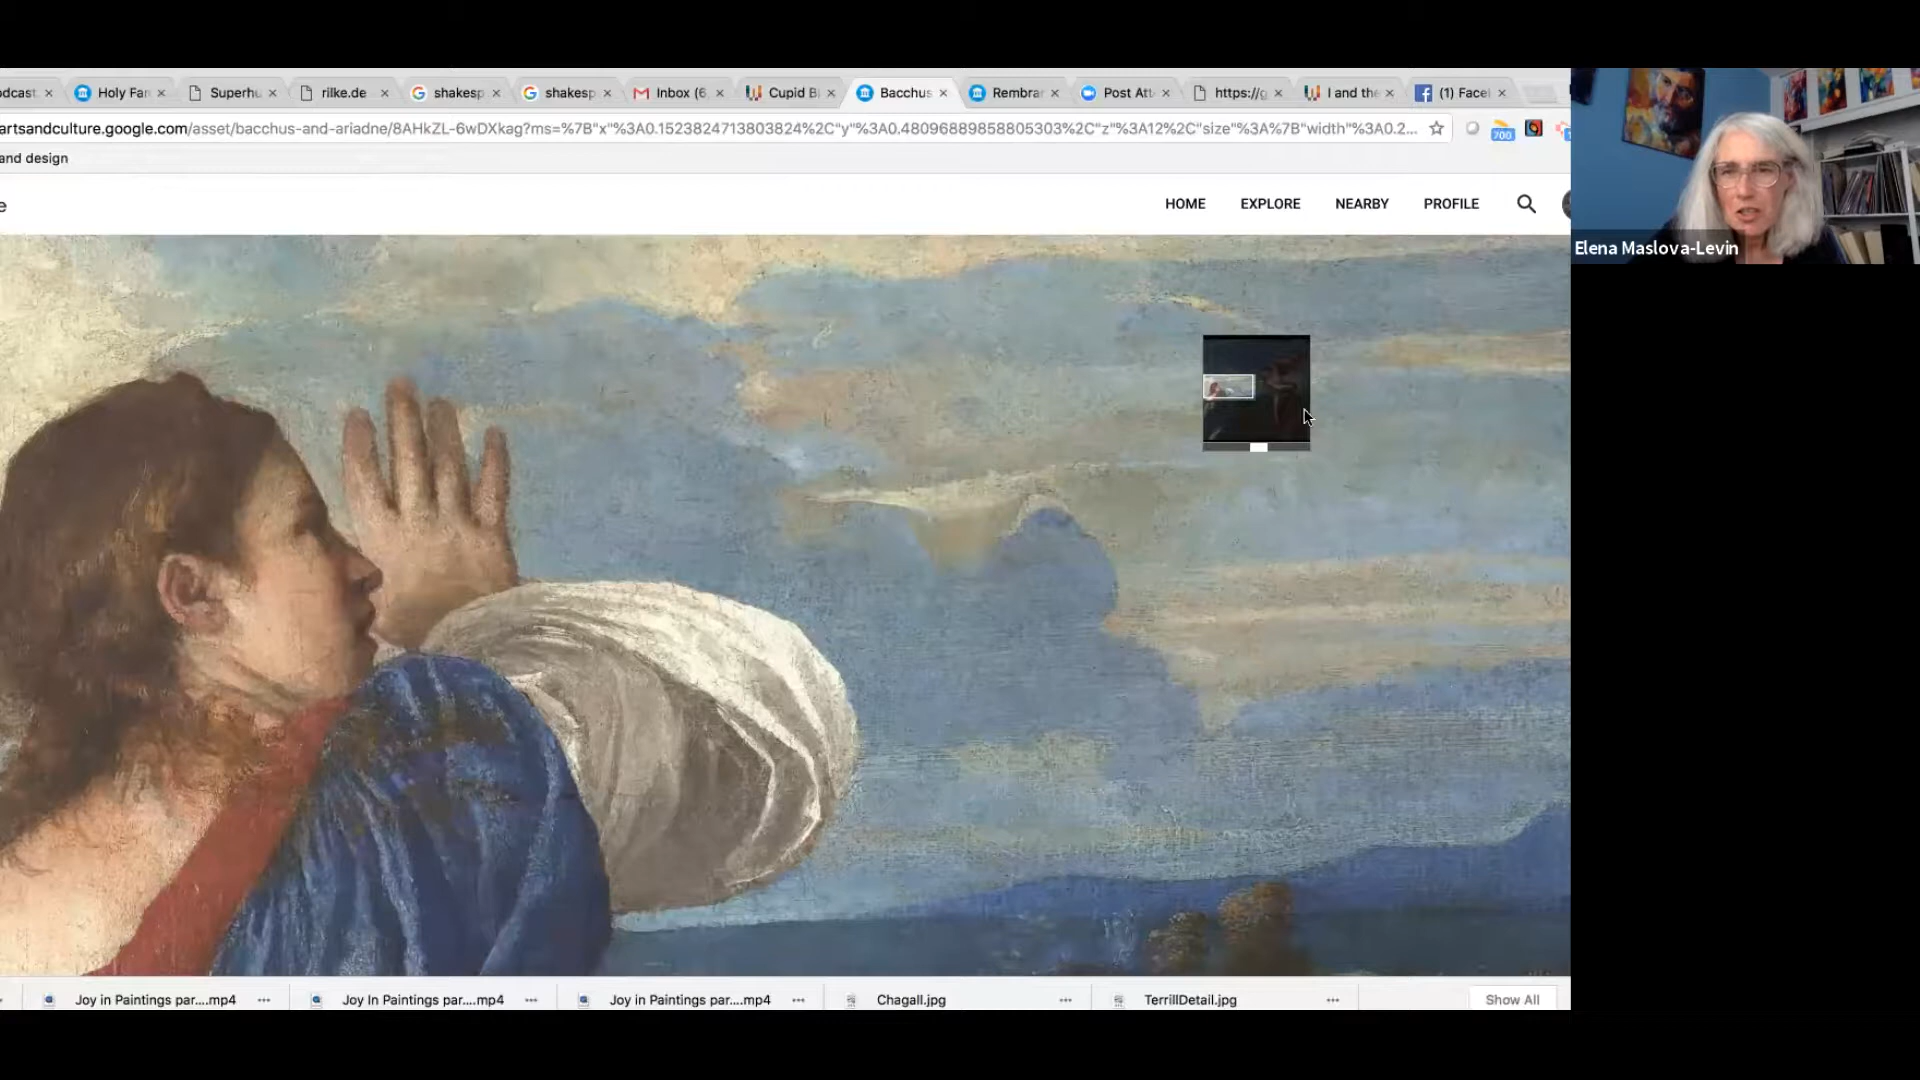 odcast Holy Fan Superhu rilke.de shakesp shakesp Inbox (6 Cupid Bl Bacchus Rembrar Post Att https://g I and the (1) Facel
artsandculture.google.com/asset/bacchus-and-ariadne/8AHkZL-6wDXkag?ms=%7B"x"%3A0.1523824713803824%2C"y"%3A0.48096889858805303%2C"z"%3A12%2C"size"%3A%7B"width"%3A0.2... 700
and design
e HOME EXPLORE NEARBY PROFILE
Elena Maslova-Levin
Joy in Paintings par....mp4 Joy In Paintings par....mp4 Joy in Paintings par....mp4 Chagall.jpg TerrillDetail.jpg Show All